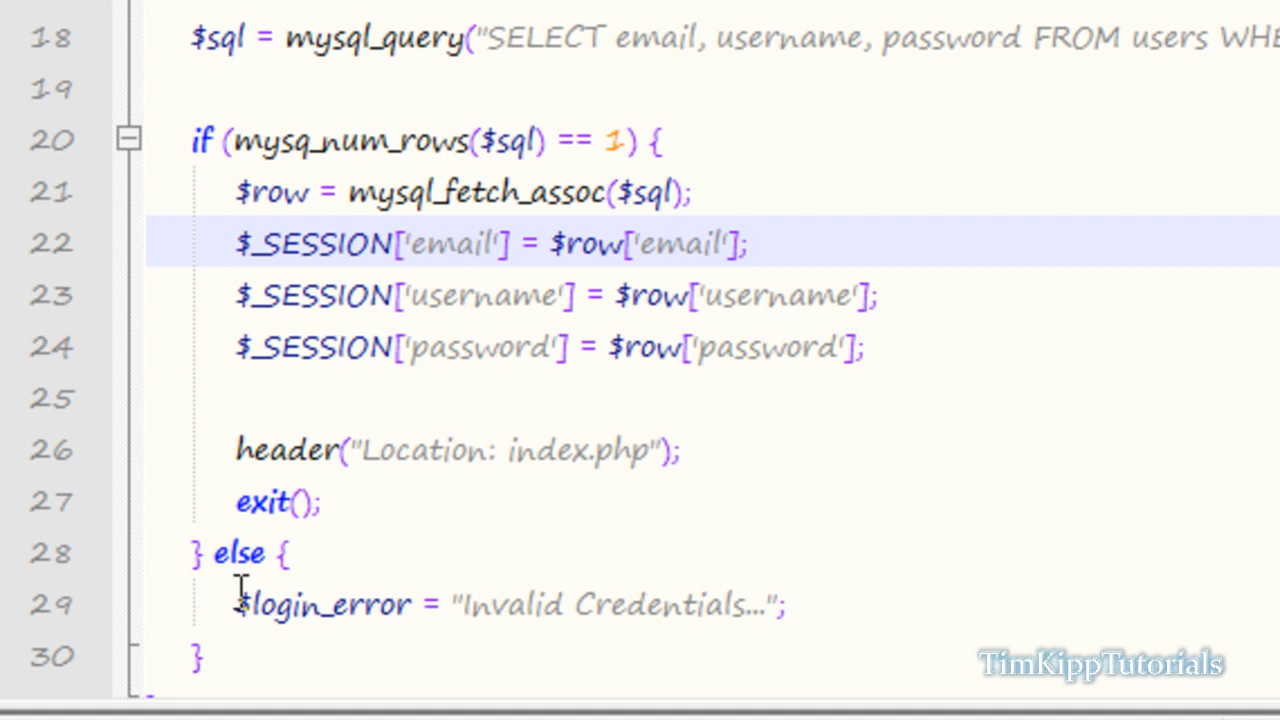 18 $sql = mysql_query("SELECT email, username, password FROM users WHE
19
20 if (mysq_num_rows($sql) == 1) {
21 $row = mysql_fetch_assoc($sql);
22 $_SESSION['email'] = $row['email'];
23 $_SESSION['username'] = $row['username'];
24 $_SESSION['password'] = $row['password'];
25
26 header("Location: index.php");
27 exit();
28 } else {
29 $login_error = "Invalid Credentials...";
30 }
TimKippTutorials